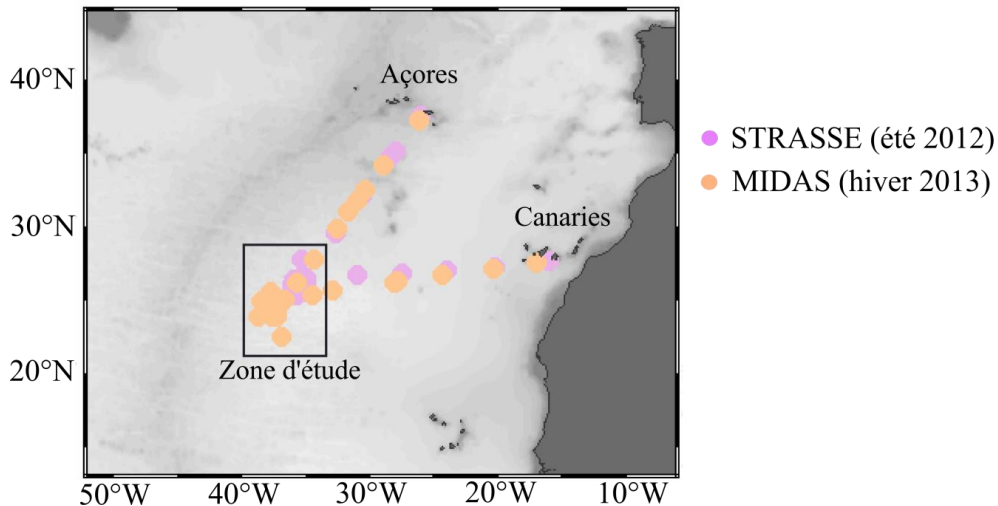 40°N
30°N
20°N
50°W
40°W
30°W
20°W
10°W
Açores
Canaries
Zone d'étude
STRASSE (été 2012)
MIDAS (hiver 2013)